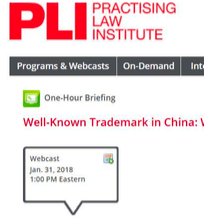 PLI PRACTISING
LAW
INSTITUTE
Programs & Webcasts On-Demand
One-Hour Briefing
Well-Known Trademark in China:
Webcast
Jan. 31, 2018
1:00 PM Eastern